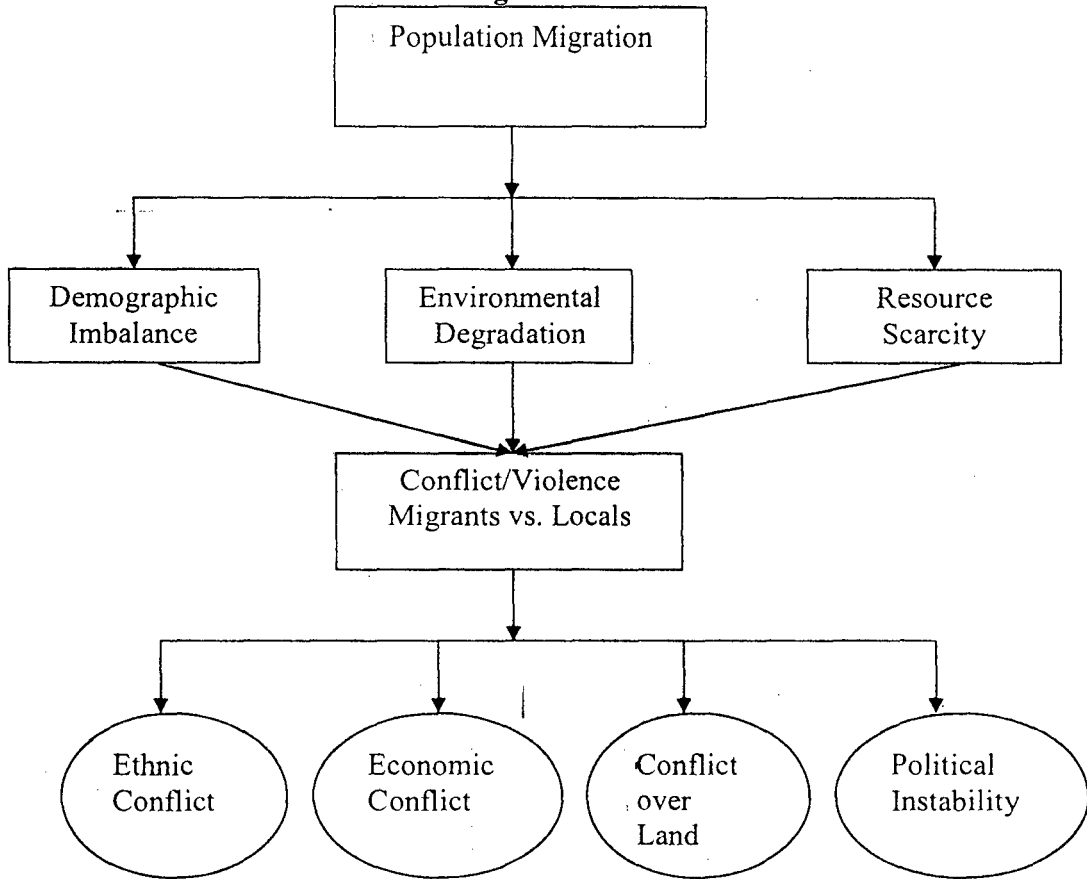 Population Migration
Demographic
Imbalance
Environmental
Degradation
Resource
Scarcity
Conflict/Violence
Migrants vs. Locals
Ethnic
Conflict
Economic
Conflict
Conflict
over
Land
Political
Instability